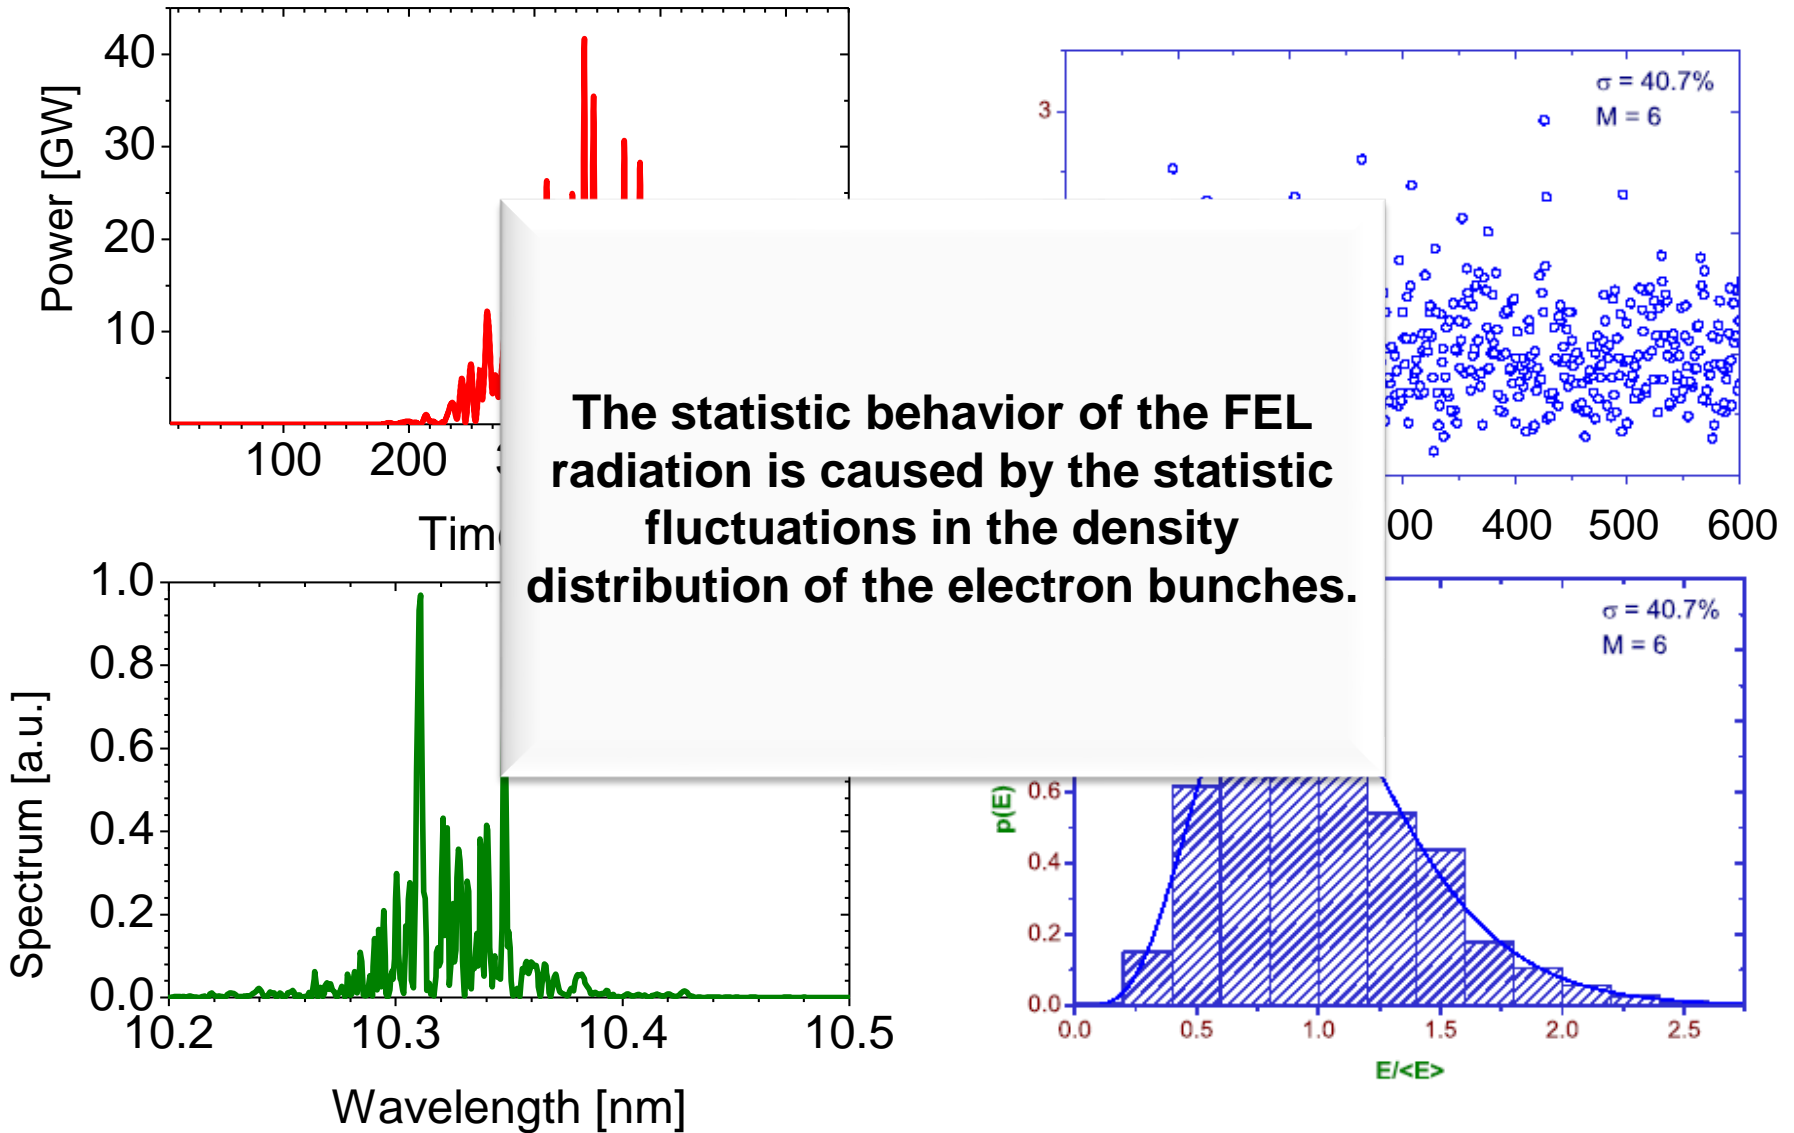 Power [GW]
40
30
20
10
100 200
Spectrum [a.u.]
1.0
0.8
0.6
0.4
0.2
0.0
10.2 10.3 10.4 10.5
Wavelength [nm]
The statistic behavior of the FEL
radiation is caused by the statistic
fluctuations in the density
distribution of the electron bunches.
σ = 40.7%
M = 6
3
400 500 600
σ = 40.7%
M = 6
p(E)
0.6
0.4
0.2
0.0
0.0 0.5 1.0 1.5 2.0 2.5
E/<E>